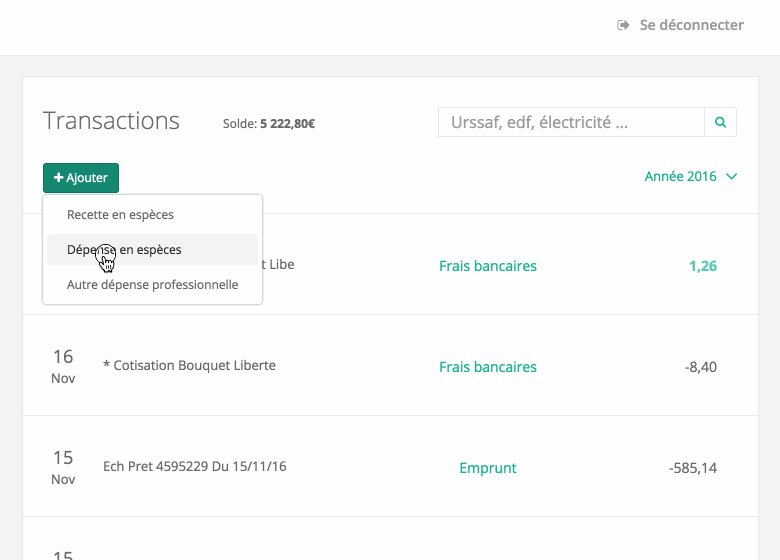 Se déconnecter
Transactions
Solde: 5 222,80€
Urssaf, edf, électricité ...
+ Ajouter
Année 2016
Recette en espèces
Dépense en espèces
t Libe
Frais bancaires
1,26
Autre dépense professionnelle
16
Nov
* Cotisation Bouquet Liberte
Frais bancaires
-8,40
15
Nov
Ech Pret 4595229 Du 15/11/16
Emprunt
-585,14
15